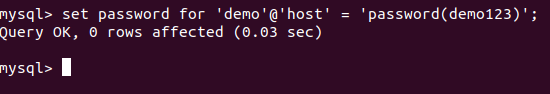 mysql> set password for 'demo'@'host' = 'password(demo123)';
Query OK, 0 rows affected (0.03 sec)
mysql>